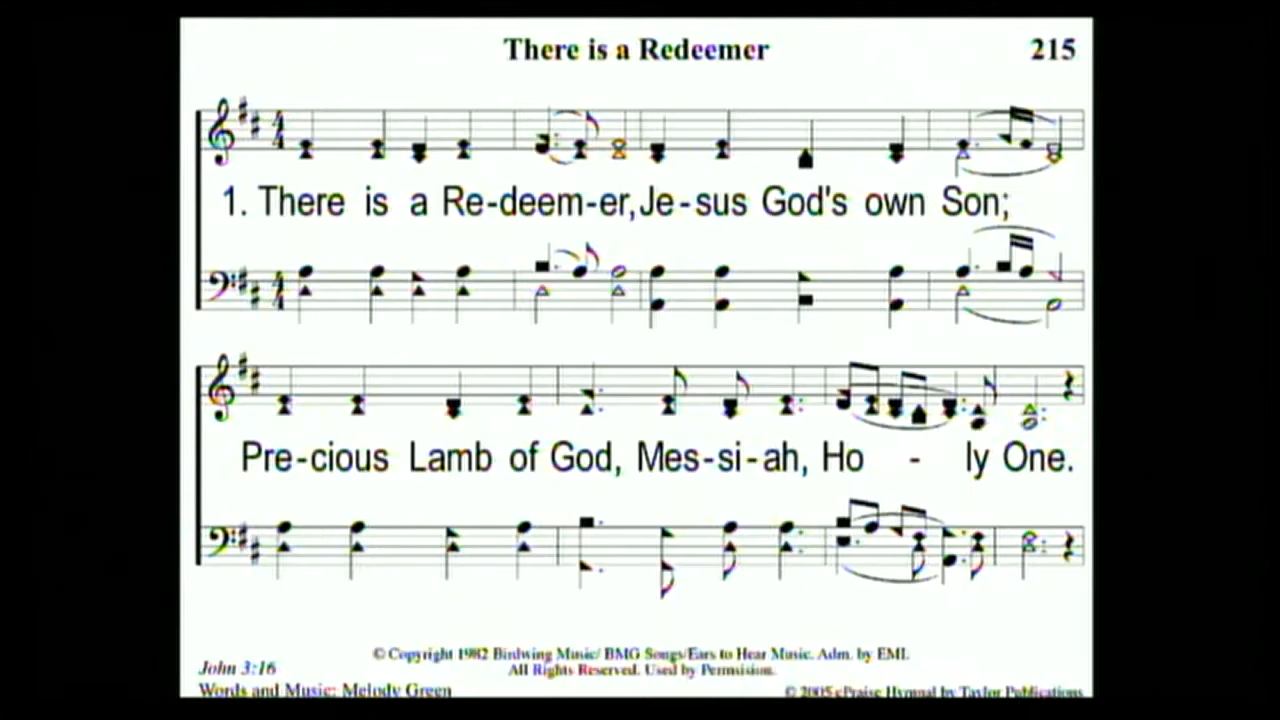 There is a Redeemer 215
1. There is a Re-deem-er, Je-sus God's own Son;
Pre-cious Lamb of God, Mes-si-ah, Ho - ly One.
© Copyright 1982 Birdwing Music/ BMG Songs/Ears to Hear Music. Adm. by EMI.
John 3:16
All Rights Reserved. Used by Permission.
Words and Music: Melody Green
© 2005 ePraise Hymnal by Taylor Publications